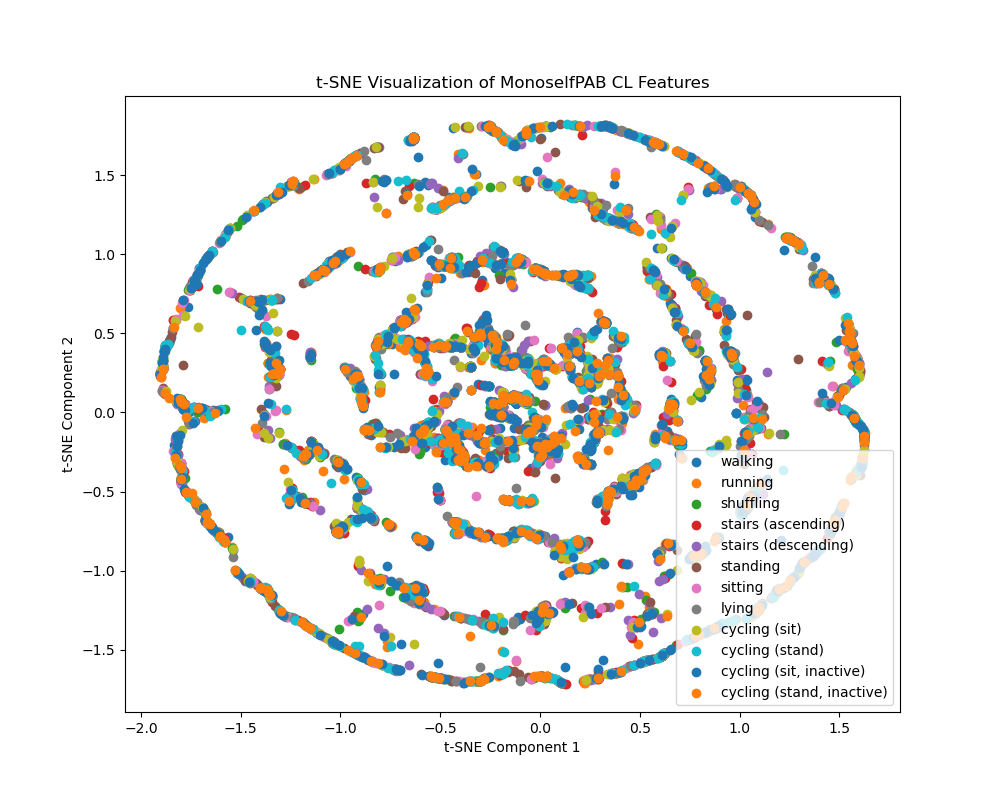 t-SNE Visualization of MonoselfPAB CL Features
1.5
1.0
0.5
0.0
−0.5
−1.0
−1.5
t-SNE Component 2
walking
running
shuffling
stairs (ascending)
stairs (descending)
standing
sitting
lying
cycling (sit)
cycling (stand)
cycling (sit, inactive)
cycling (stand, inactive)
−2.0 −1.5 −1.0 −0.5 0.0 0.5 1.0 1.5
t-SNE Component 1